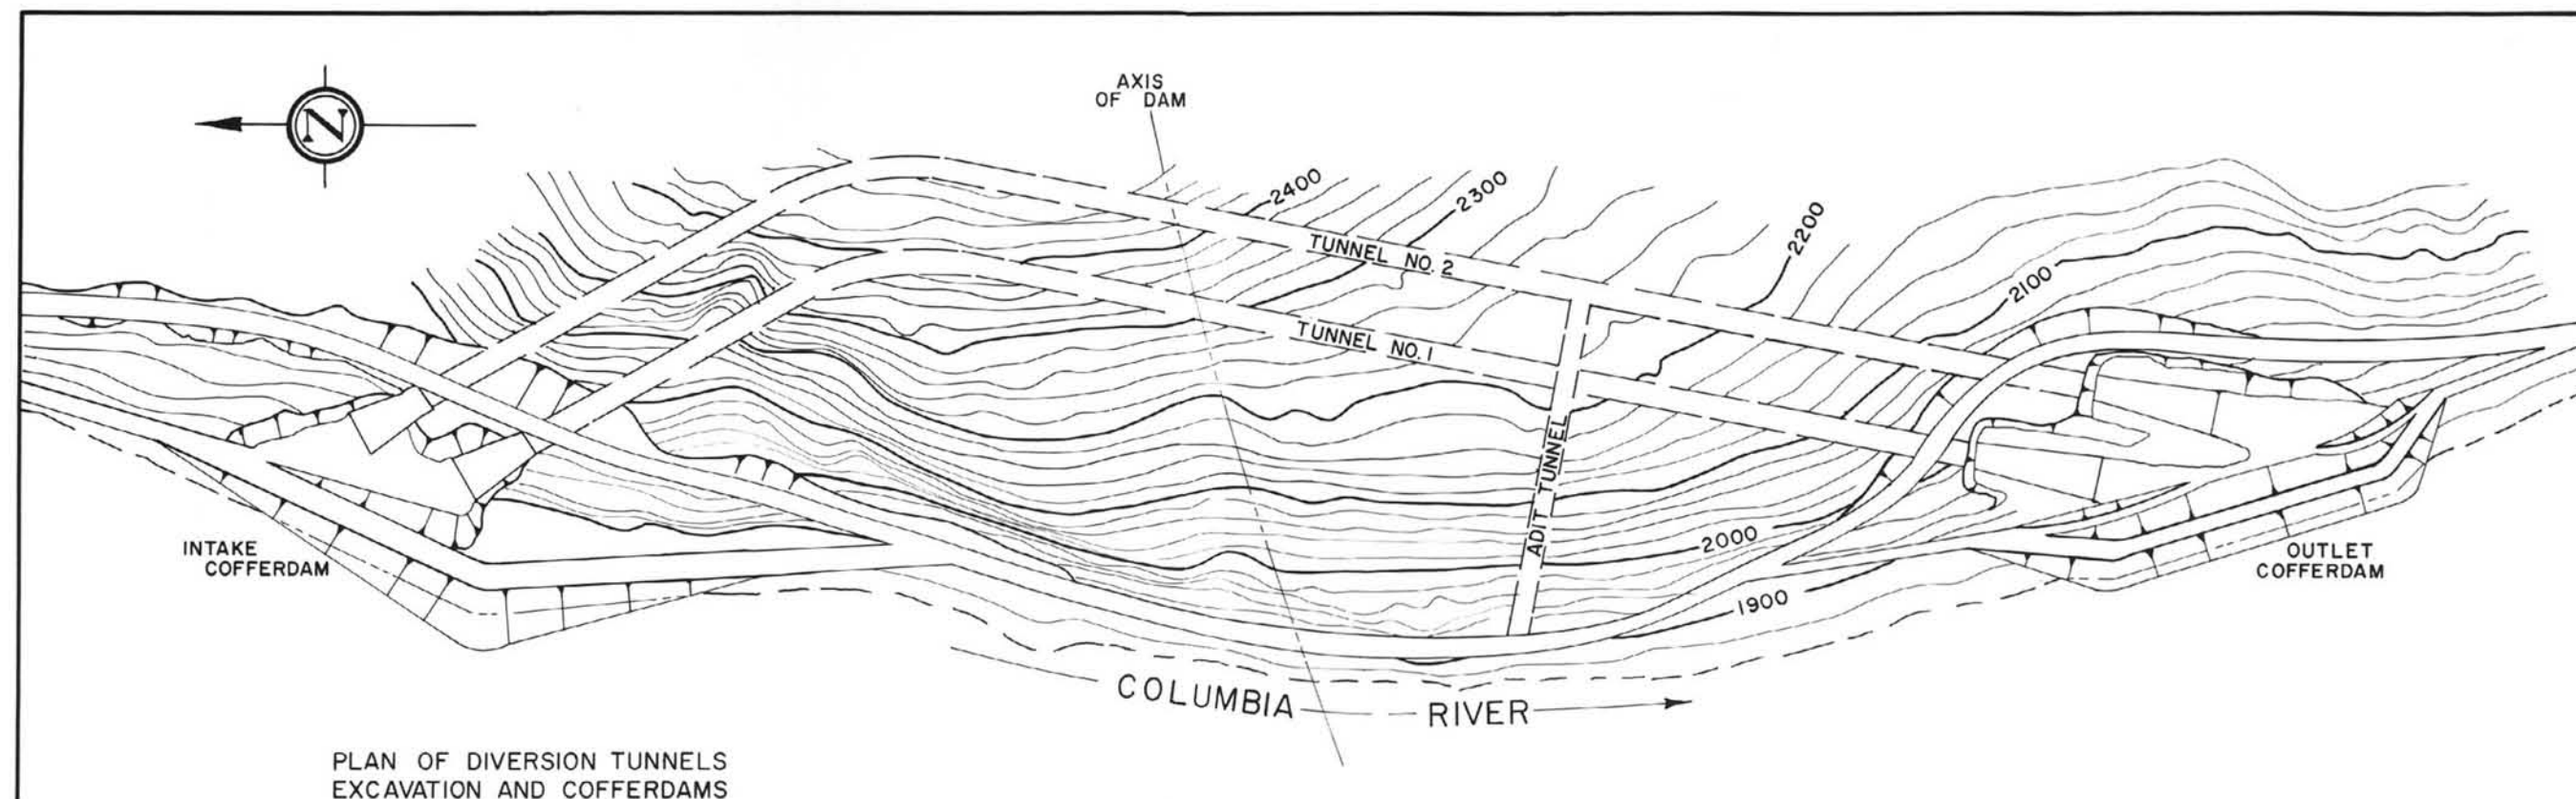 N
AXIS
OF DAM
2400
2300
2200
2100
TUNNEL NO. 2
TUNNEL NO. 1
ADIT TUNNEL
2000
1900
INTAKE
COFFERDAM
OUTLET
COFFERDAM
COLUMBIA RIVER
PLAN OF DIVERSION TUNNELS
EXCAVATION AND COFFERDAMS